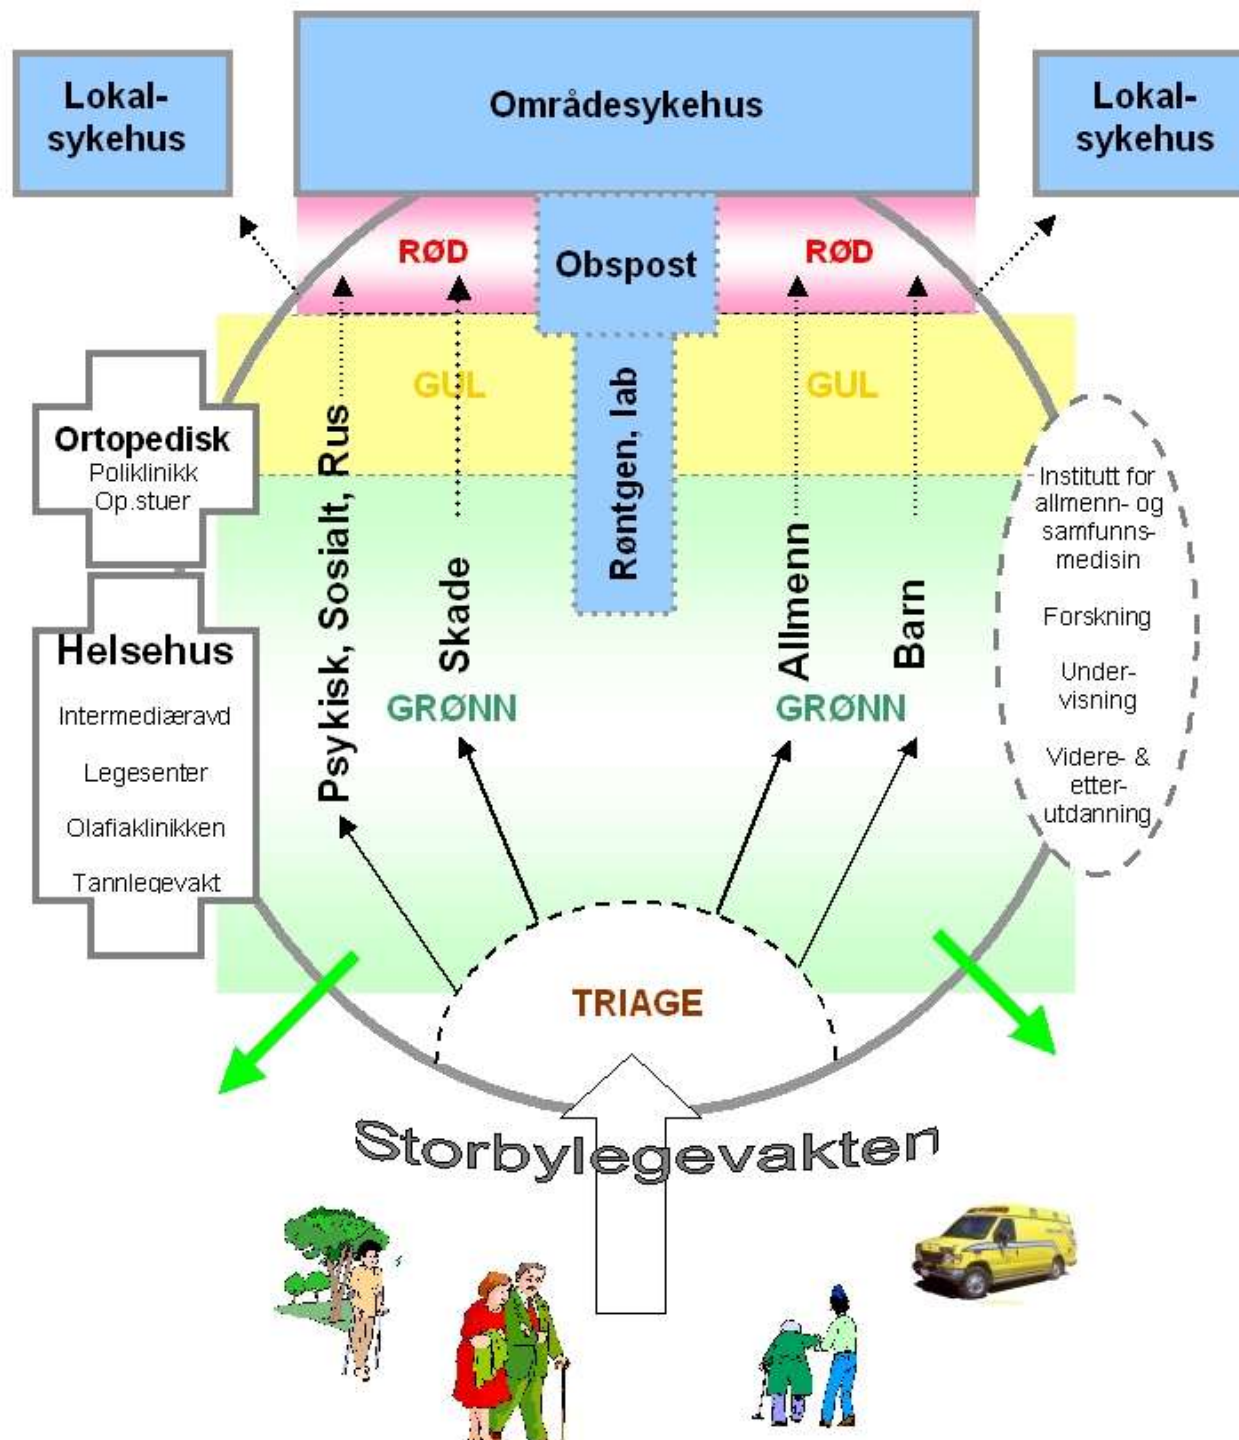 Lokal-
sykehus
Områdesykehus
Lokal-
sykehus
RØD
Obspost
RØD
GUL
Røntgen, lab
GUL
Ortopedisk
Poliklinikk
Op.stuer
Psykisk, Sosialt, Rus
Skade
Allmenn
Barn
Institutt for
allmenn- og
samfunns-
medisin
Forskning
Under-
visning
Videre- &
etter-
utdanning
Helsehus
Intermediæravd
Legesenter
Olafiaklinikken
Tannlegevakt
GRØNN
GRØNN
TRIAGE
Storbylegevakten